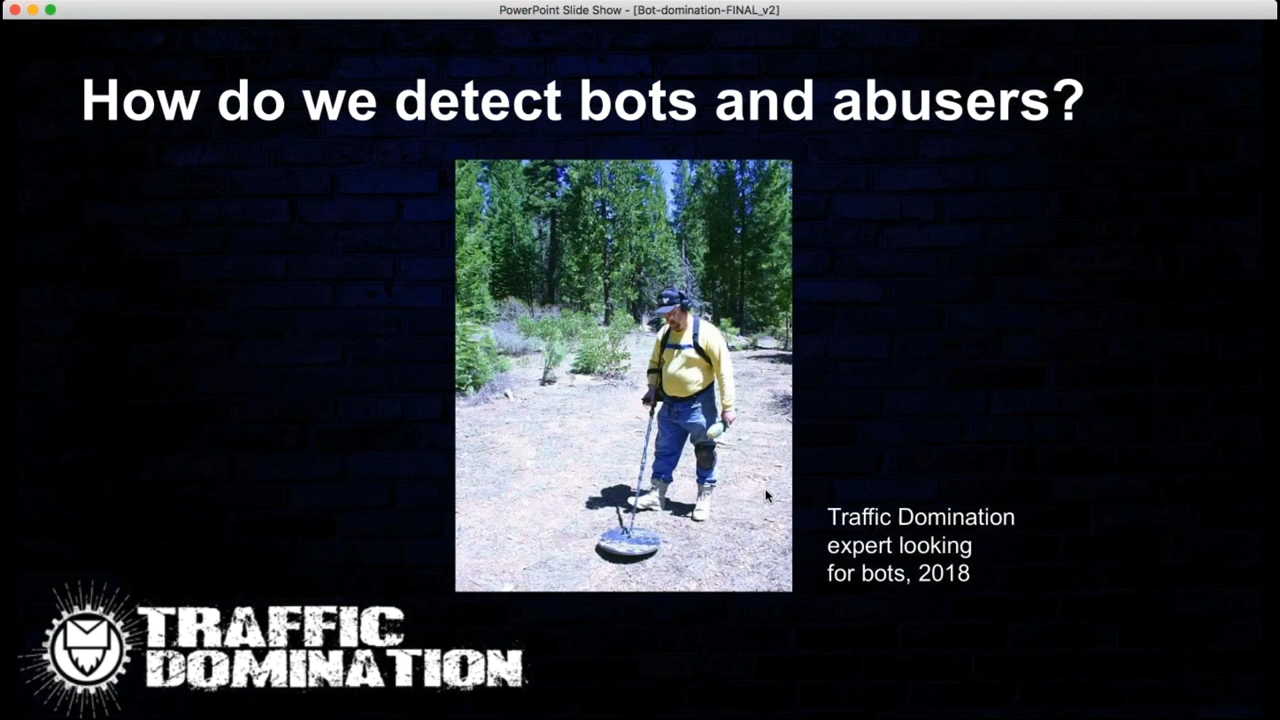 PowerPoint Slide Show - [Bot-domination-FINAL_v2]
How do we detect bots and abusers?
Traffic Domination
expert looking
for bots, 2018
TRAFFIC
DOMINATION